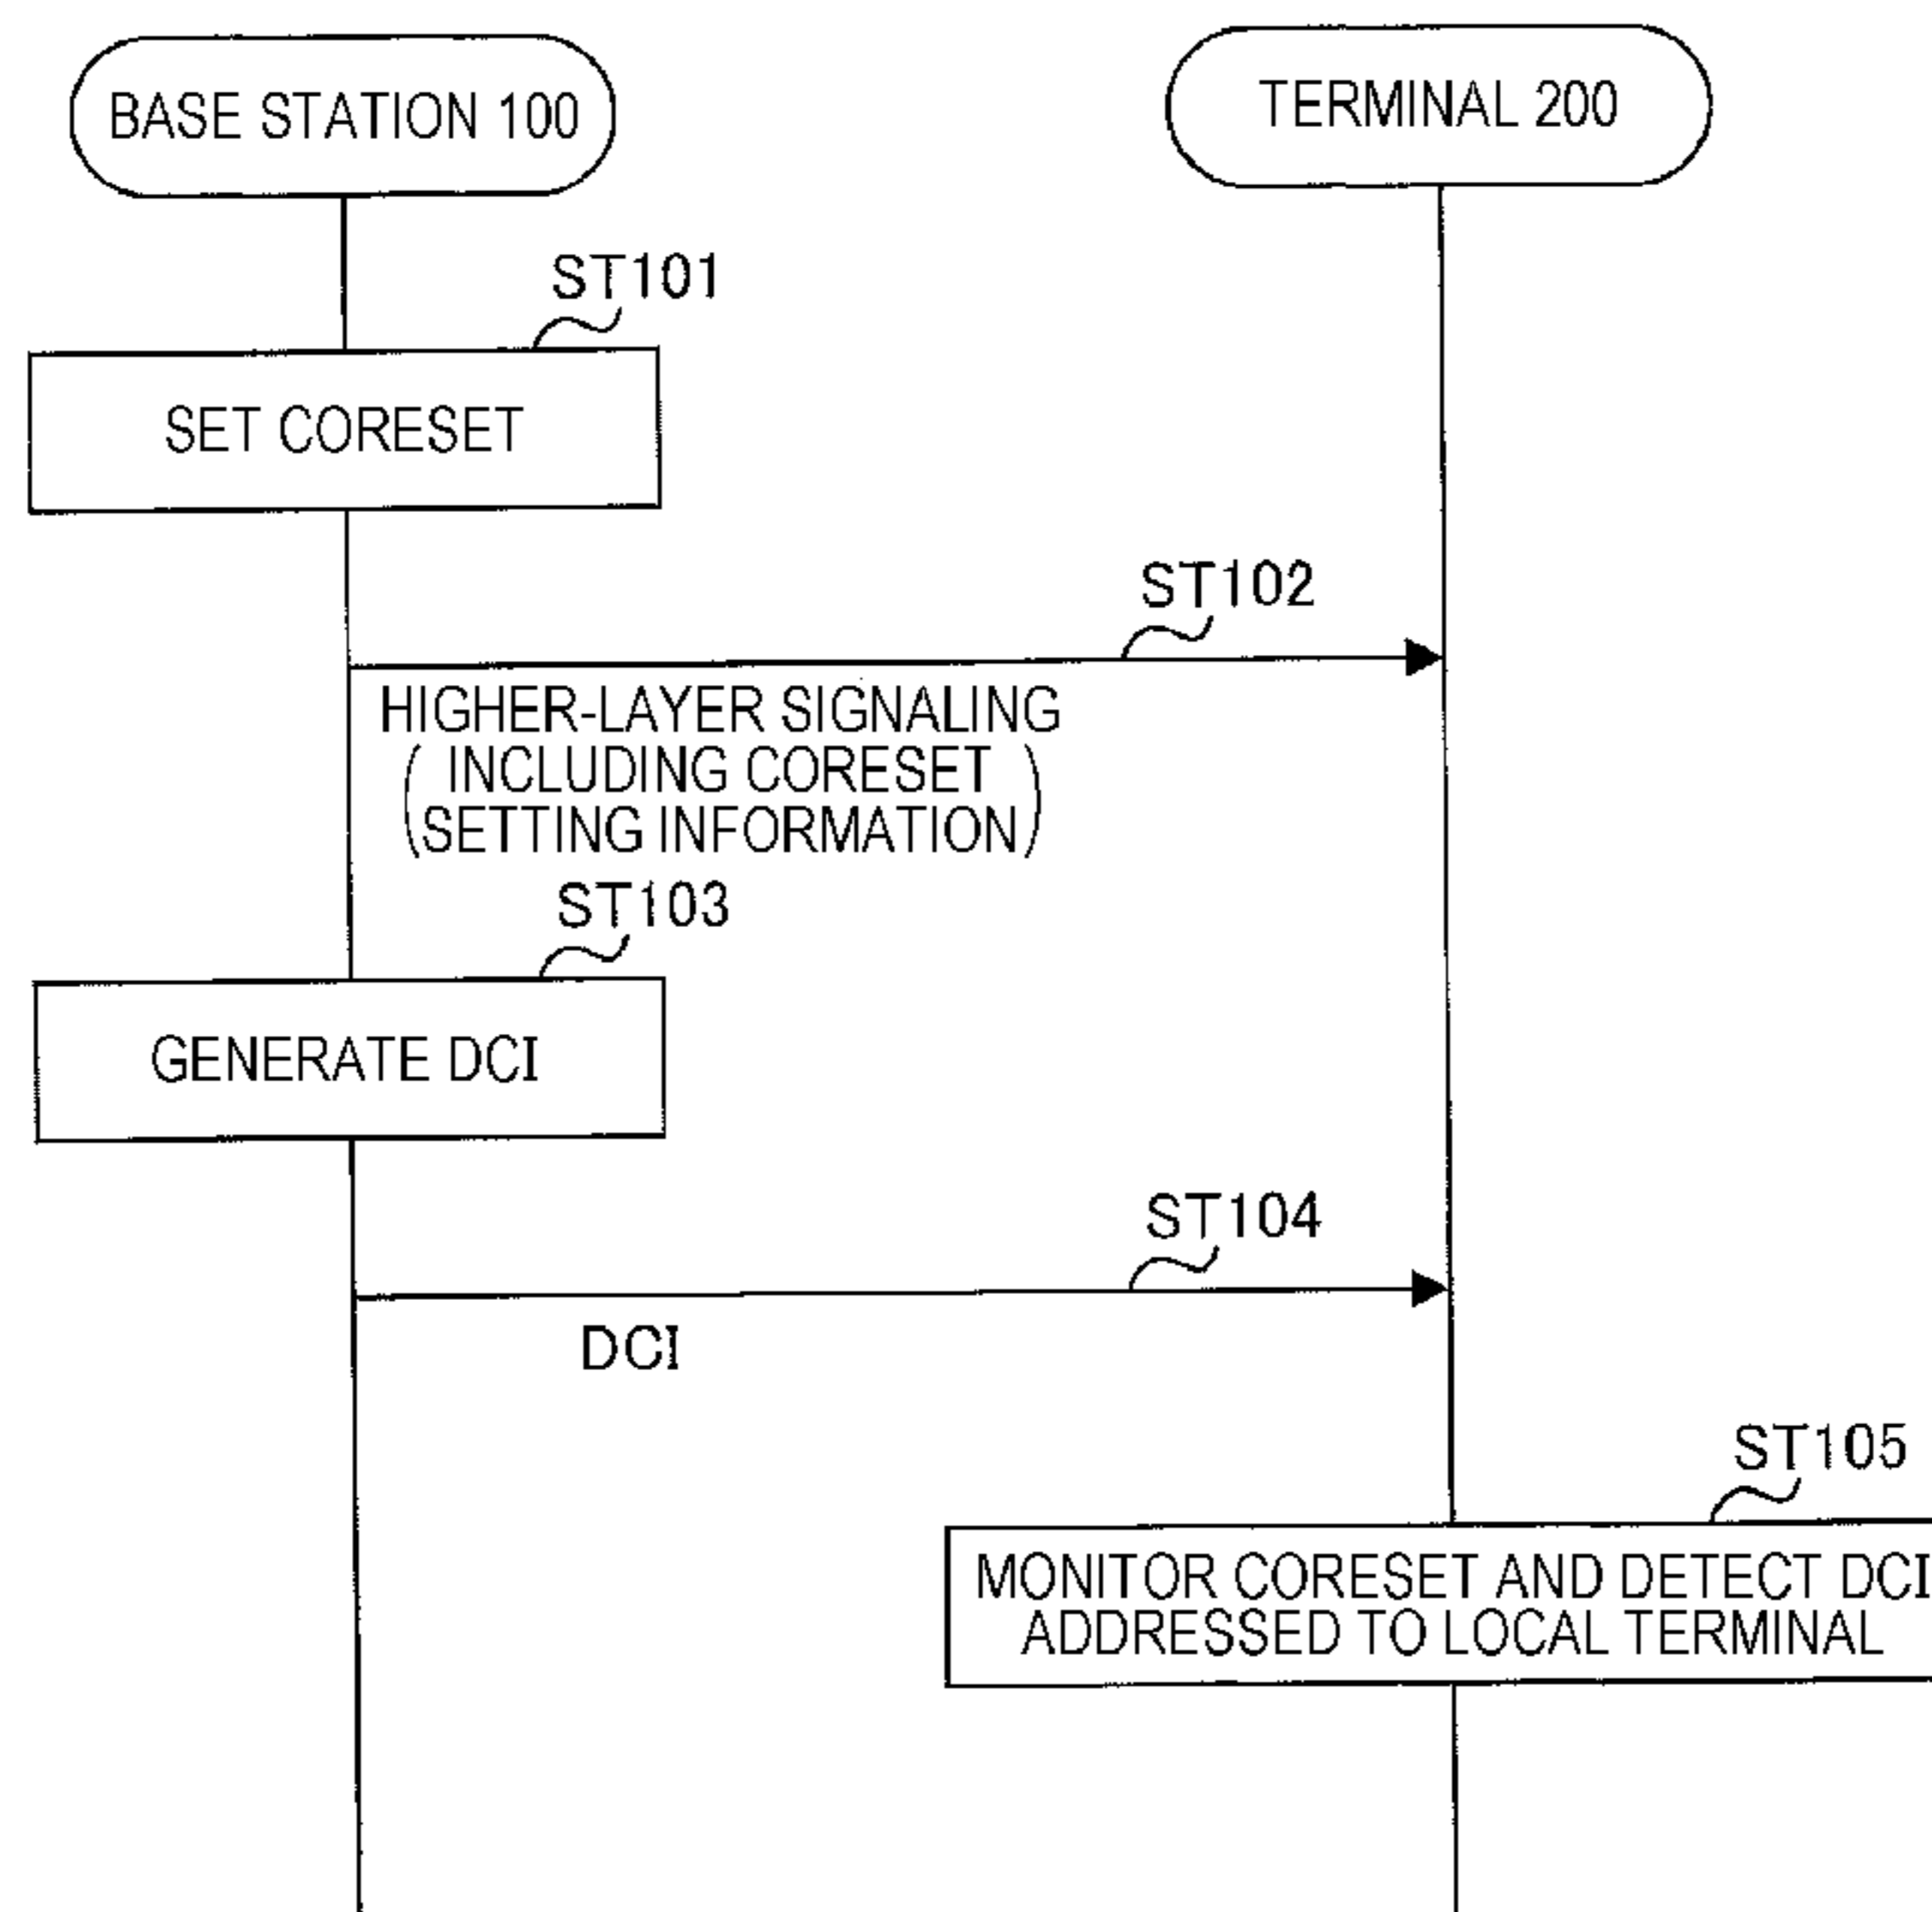 BASE STATION 100
TERMINAL 200
ST101
SET CORESET
ST102
HIGHER-LAYER SIGNALING
(INCLUDING CORESET
SETTING INFORMATION)
ST103
GENERATE DCI
ST104
DCI
ST105
MONITOR CORESET AND DETECT DCI
ADDRESSED TO LOCAL TERMINAL